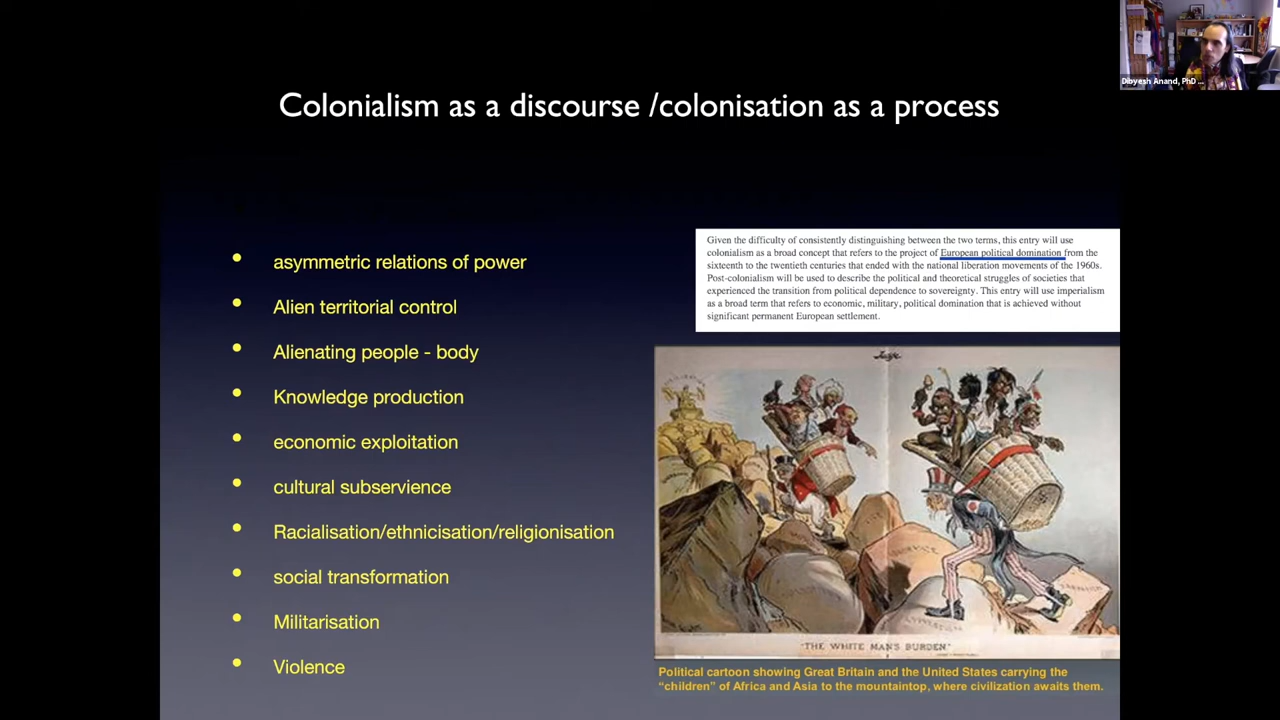 Dibyesh Anand, PhD ...
Colonialism as a discourse /colonisation as a process
• asymmetric relations of power
• Alien territorial control
• Alienating people - body
• Knowledge production
• economic exploitation
• cultural subservience
• Racialisation/ethnicisation/religionisation
• social transformation
• Militarisation
• Violence
Given the difficulty of consistently distinguishing between the two terms, this entry will use
colonialism as a broad concept that refers to the project of European political domination from the
sixteenth to the twentieth centuries that ended with the national liberation movements of the 1960s.
Post-colonialism will be used to describe the political and theoretical struggles of societies that
experienced the transition from political dependence to sovereignty. This entry will use imperialism
as a broad term that refers to economic, military, political domination that is achieved without
significant permanent European settlement.
Judge
"THE WHITE MAN'S BURDEN"
Political cartoon showing Great Britain and the United States carrying the
“children” of Africa and Asia to the mountaintop, where civilization awaits them.